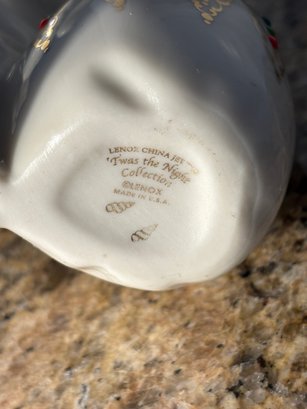 LENOX CHINA JEWELS
'Twas the Night
Collection
©LENOX
MADE IN U.S.A.